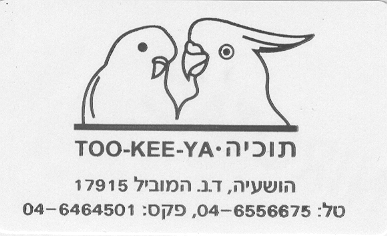 תוכיה · TOO-KEE-YA
הושעיה, ד.נ. המוביל 17915
טל: 04-6556675, פקס: 04-6464501